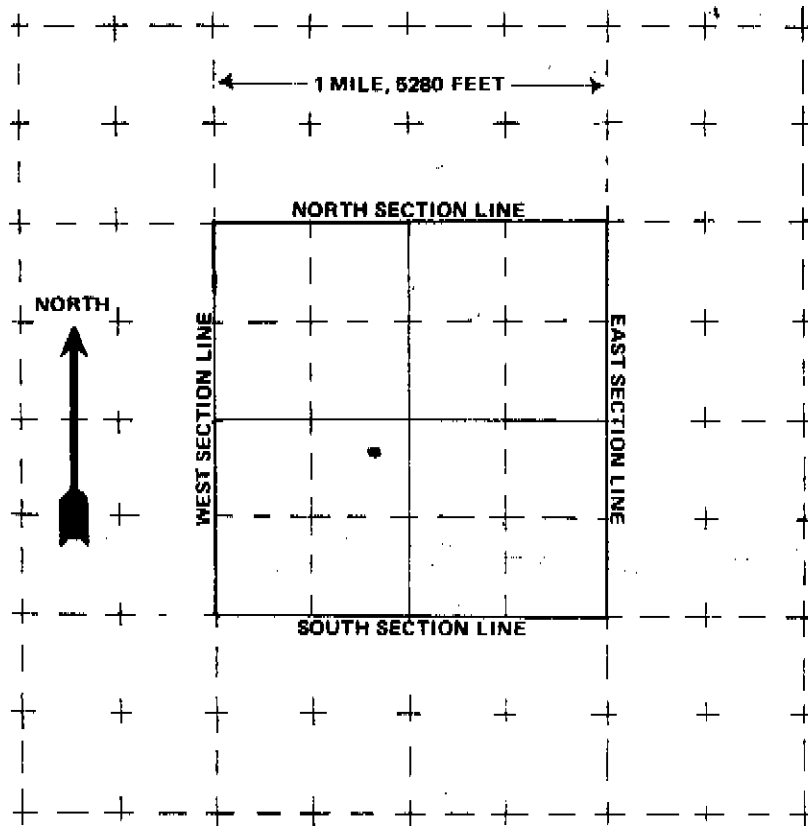 1 MILE, 5280 FEET
NORTH SECTION LINE
NORTH
WEST SECTION LINE
EAST SECTION LINE
SOUTH SECTION LINE